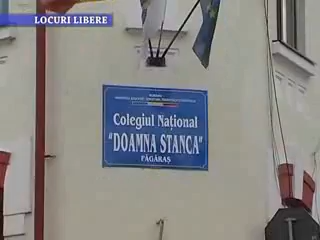 LOCURI LIBERE
Colegiul Național
"DOAMNA STANCA"
FĂGĂRAȘ